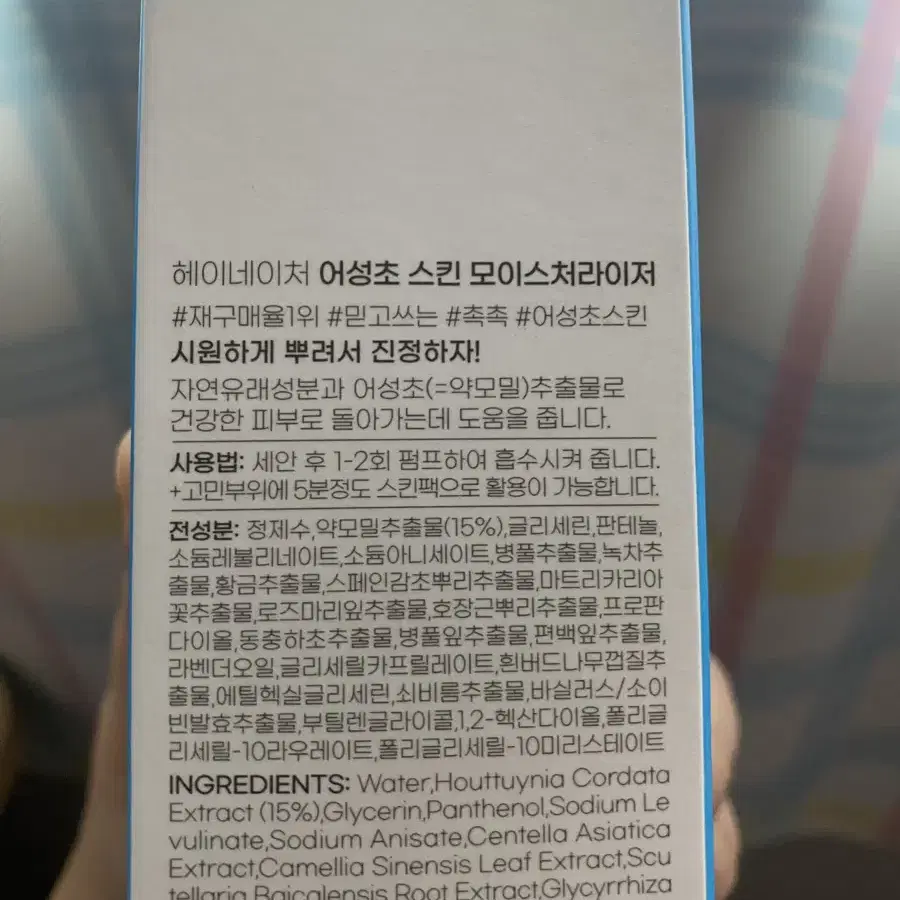 헤이네이처 어성초 스킨 모이스처라이저
#재구매율1위 #믿고쓰는 #촉촉 #어성초스킨
시원하게 뿌려서 진정하자!
자연유래성분과 어성초(=약모밀)추출물로
건강한 피부로 돌아가는데 도움을 줍니다.
사용법: 세안 후 1-2회 펌프하여 흡수시켜 줍니다.
+고민부위에 5분정도 스킨팩으로 활용이 가능합니다.
전성분: 정제수,약모밀추출물(15%),글리세린,판테놀,
소듐레불리네이트,소듐아니세이트,병풀추출물,녹차추
출물,황금추출물,스페인감초뿌리추출물,마트리카리아
꽃추출물,로즈마리잎추출물,호장근뿌리추출물,프로판
다이올,동충하초추출물,병풀잎추출물,편백잎추출물,
라벤더오일,글리세릴카프릴레이트,흰버드나무껍질추
출물,에틸헥실글리세린,쇠비름추출물,바실러스/소이
빈발효추출물,부틸렌글라이콜,1,2-헥산다이올,폴리글
리세릴-10라우레이트,폴리글리세릴-10미리스테이트
INGREDIENTS: Water,Houttuynia Cordata
Extract (15%),Glycerin,Panthenol,Sodium Le
vulinate,Sodium Anisate,Centella Asiatica
Extract,Camellia Sinensis Leaf Extract,Scu
tellaria Baicalensis Root Extract,Glycyrrhiza